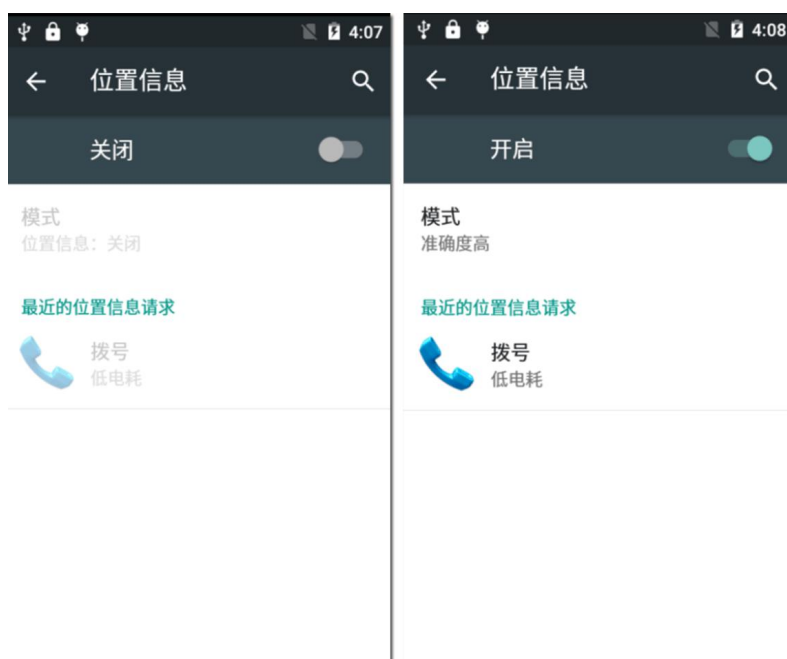 4:07
位置信息
关闭
模式
位置信息：关闭
最近的位置信息请求
拨号
低电耗
4:08
位置信息
开启
模式
准确度高
最近的位置信息请求
拨号
低电耗